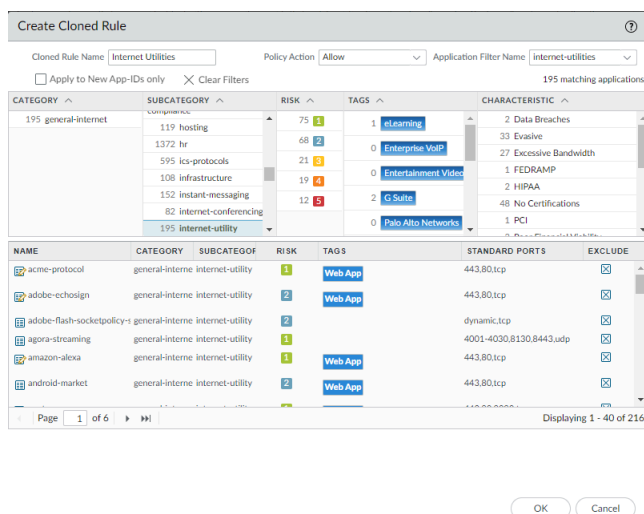 Create Cloned Rule
Cloned Rule Name Internet Utilities Policy Action Allow Application Filter Name internet-utilities
Apply to New App-IDs only Clear Filters 195 matching applications
CATEGORY SUBCATEGORY RISK TAGS CHARACTERISTIC
195 general-internet
compliance
119 hosting
1372 hr
595 ics-protocols
108 infrastructure
152 instant-messaging
82 internet-conferencing
195 internet-utility
75 1
68 2
21 3
19 4
12 5
1 eLearning
0 Enterprise VoIP
0 Entertainment Video
2 G Suite
0 Palo Alto Networks
2 Data Breaches
33 Evasive
27 Excessive Bandwidth
1 FEDRAMP
2 HIPAA
48 No Certifications
1 PCI
NAME CATEGORY SUBCATEGOR RISK TAGS STANDARD PORTS EXCLUDE
acme-protocol general-interne internet-utility 1 Web App 443,80,tcp
adobe-echosign general-interne internet-utility 2 Web App 443,80,tcp
adobe-flash-socketpolicy-s general-interne internet-utility 2 dynamic,tcp
agora-streaming general-interne internet-utility 1 4001-4030,8130,8443,udp
amazon-alexa general-interne internet-utility 1 Web App 443,80,tcp
android-market general-interne internet-utility 2 Web App 443,80,tcp
Page 1 of 6 Displaying 1 - 40 of 216
OK Cancel